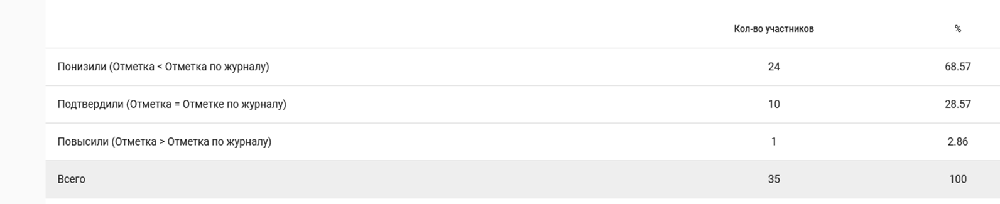 Кол-во участников %
Понизили (Отметка < Отметка по журналу) 24 68.57
Подтвердили (Отметка = Отметке по журналу) 10 28.57
Повысили (Отметка > Отметка по журналу) 1 2.86
Всего 35 100